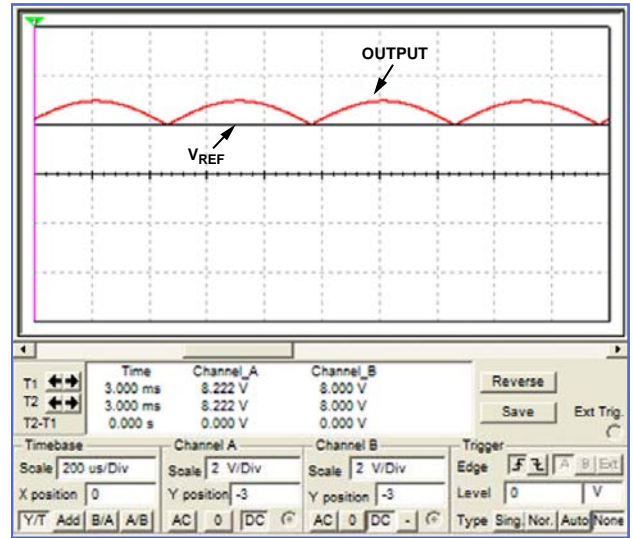 1
OUTPUT
VREF
Time Channel_A Channel_B
T1 3.000 ms 8.222 V 8.000 V
T2 3.000 ms 8.222 V 8.000 V
T2-T1 0.000 s 0.000 V 0.000 V
Reverse
Save
Ext Trig.
Timebase
Scale 200 us/Div
X position 0
Y/T Add B/A A/B
Channel A
Scale 2 V/Div
Y position -3
AC 0 DC
Channel B
Scale 2 V/Div
Y position -3
AC 0 DC -
Trigger
Edge A B Ext
Level 0 V
Type Sing. Nor. Auto None